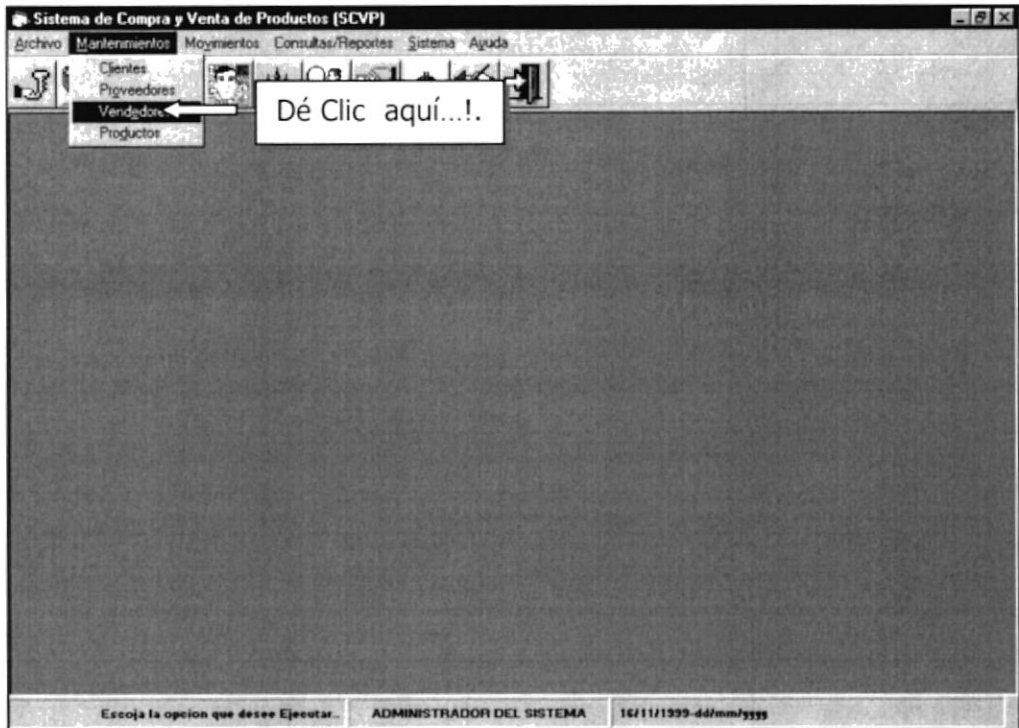 Sistema de Compra y Venta de Productos (SCVP)
Archivo Mantenimientos Movimientos Consultas/Reportes Sistema Ayuda
Clientes
Proveedores
Vendedores
Productos
Dé Clic aquí...!.
Escoja la opcion que desee Ejecutar.. ADMINISTRADOR DEL SISTEMA 16/11/1999-dd/mm/yyyy